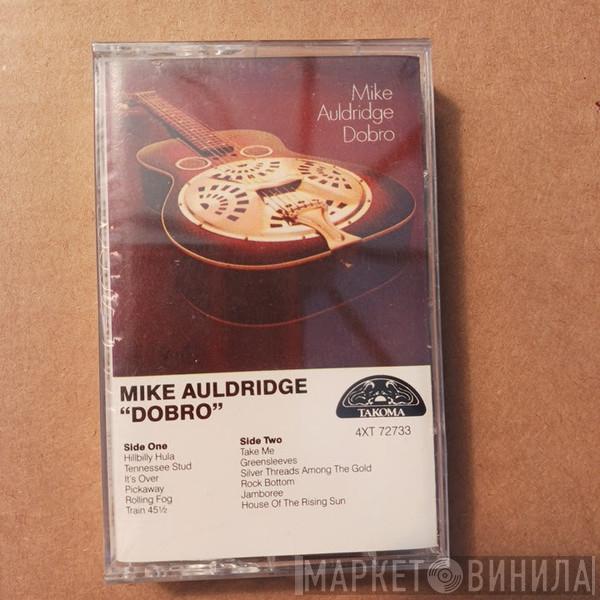 Mike
Auldridge
Dobro
MIKE AULDRIDGE
“DOBRO”
TAKOMA
4XT 72733
Side One
Hillbilly Hula
Tennessee Stud
It's Over
Pickaway
Rolling Fog
Train 45½
Side Two
Take Me
Greensleeves
Silver Threads Among The Gold
Rock Bottom
Jamboree
House Of The Rising Sun
МАРКЕТ ВИНИЛА